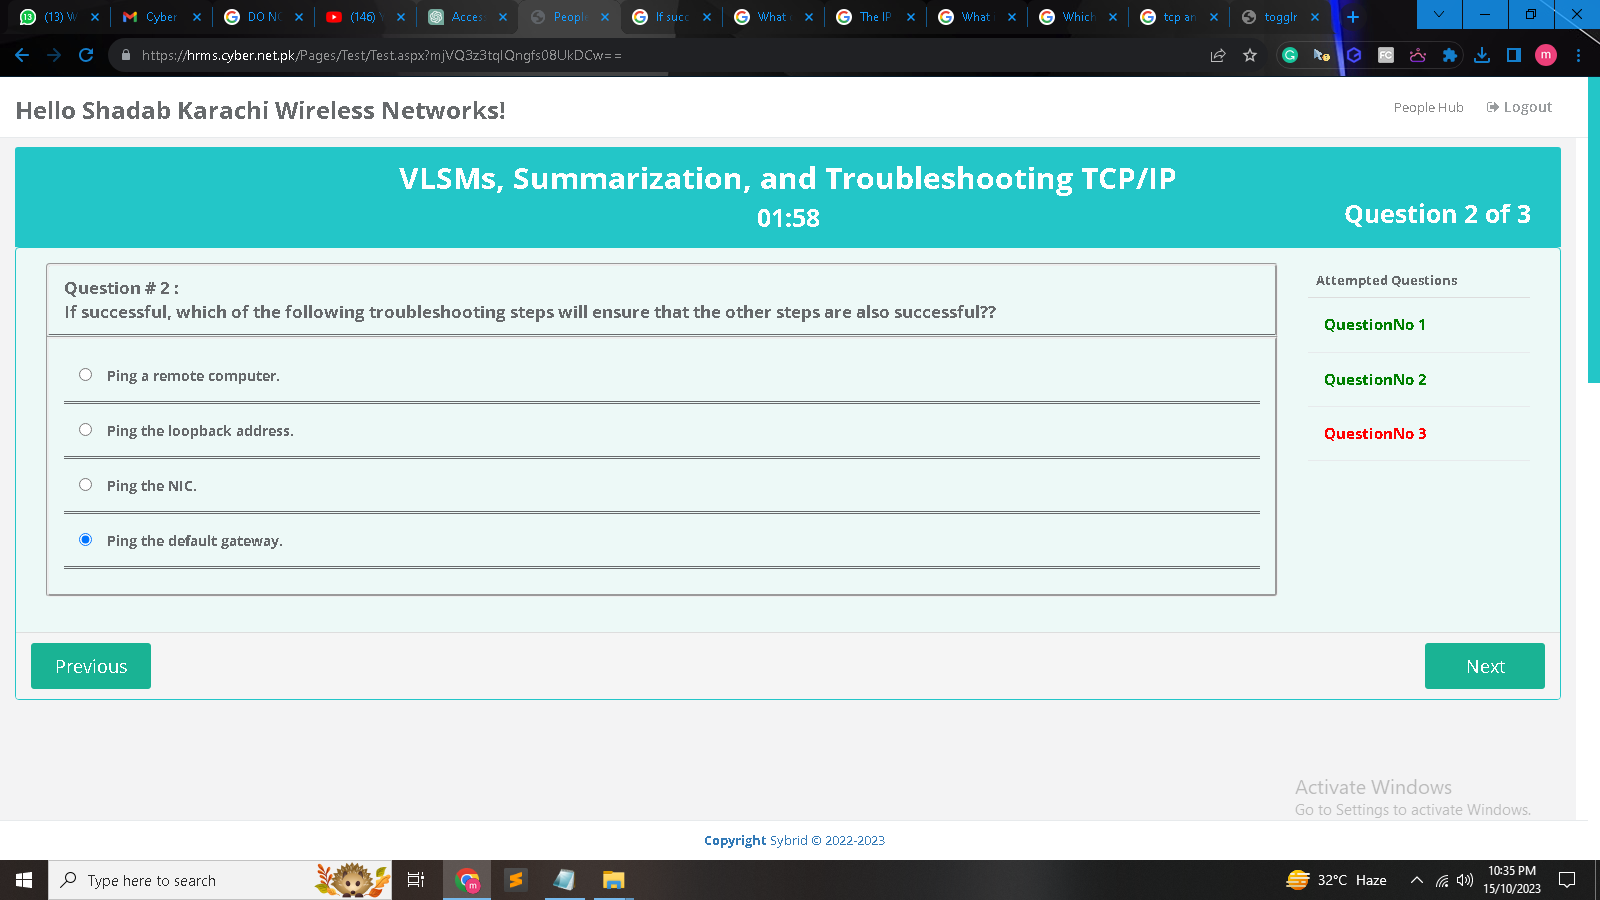 (13) W
Cyber
DO NO
(146)
Acces
Peopl
If succ
What
The IP
What
Which
tcp an
togglr
https://hrms.cyber.net.pk/Pages/Test/Test.aspx?mjVQ3z3tqIQngfs08UkDCw==
m
Hello Shadab Karachi Wireless Networks!
People Hub
Logout
VLSMs, Summarization, and Troubleshooting TCP/IP
01:58
Question 2 of 3
Question # 2 :
If successful, which of the following troubleshooting steps will ensure that the other steps are also successful??
Ping a remote computer.
Ping the loopback address.
Ping the NIC.
Ping the default gateway.
Attempted Questions
QuestionNo 1
QuestionNo 2
QuestionNo 3
Previous
Next
Activate Windows
Go to Settings to activate Windows.
Copyright Sybrid © 2022-2023
Type here to search
32°C Haze
10:35 PM
15/10/2023